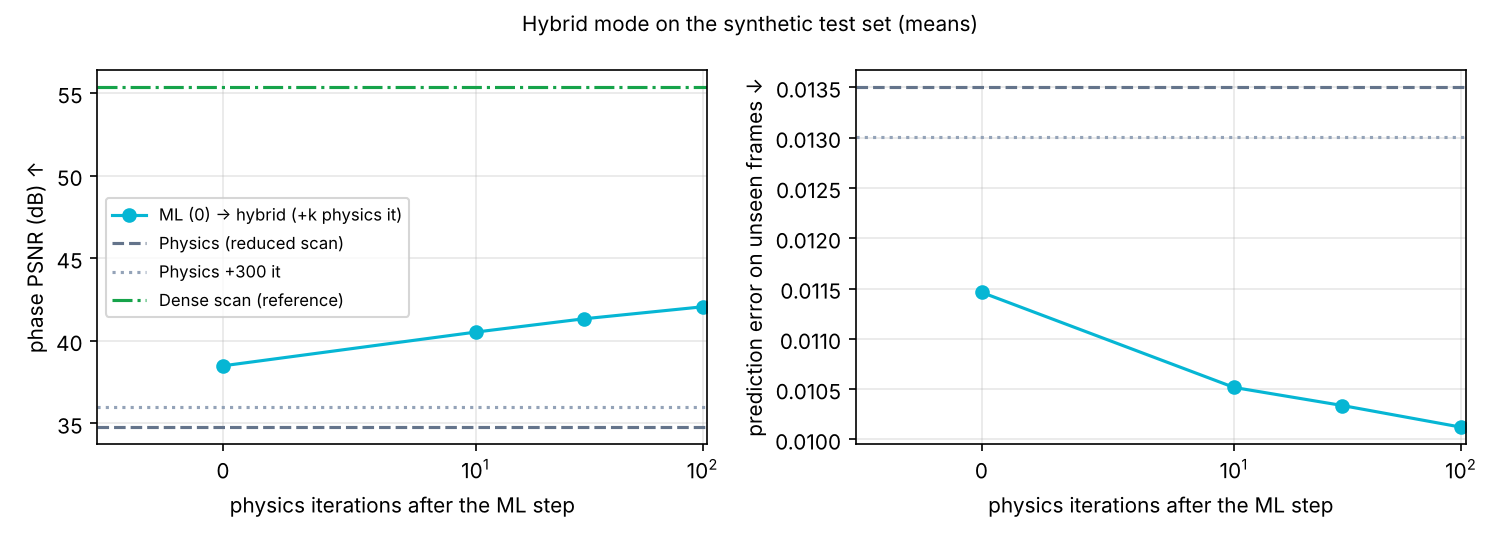 Hybrid mode on the synthetic test set (means)
phase PSNR (dB) ↑
55
50
45
40
35
ML (0) → hybrid (+k physics it)
Physics (reduced scan)
Physics +300 it
Dense scan (reference)
0
10¹
10²
physics iterations after the ML step
prediction error on unseen frames ↓
0.0135
0.0130
0.0125
0.0120
0.0115
0.0110
0.0105
0.0100
0
10¹
10²
physics iterations after the ML step